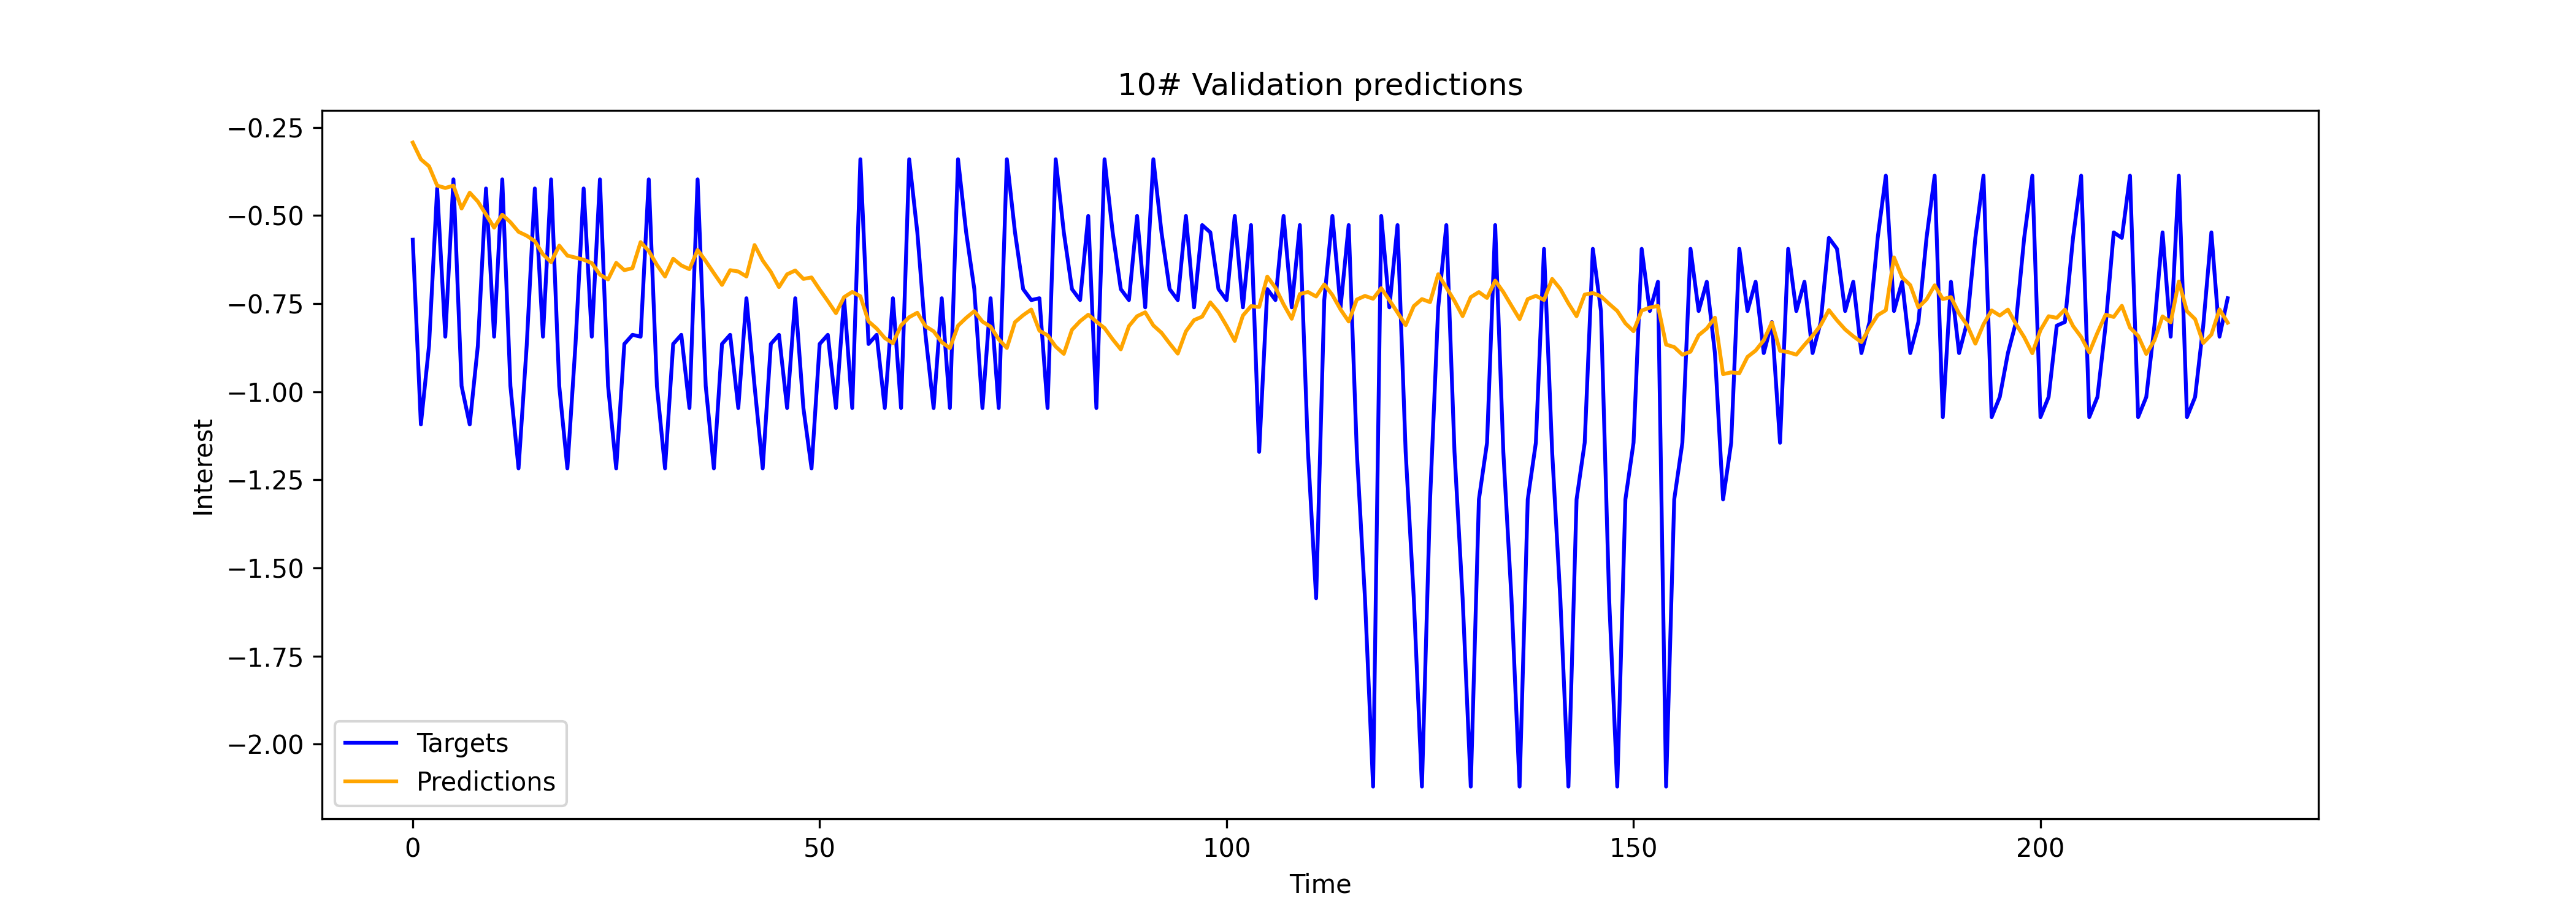 10# Validation predictions
−0.25
−0.50
−0.75
−1.00
−1.25
−1.50
−1.75
−2.00
Interest
Targets
Predictions
0 50 100 150 200
Time